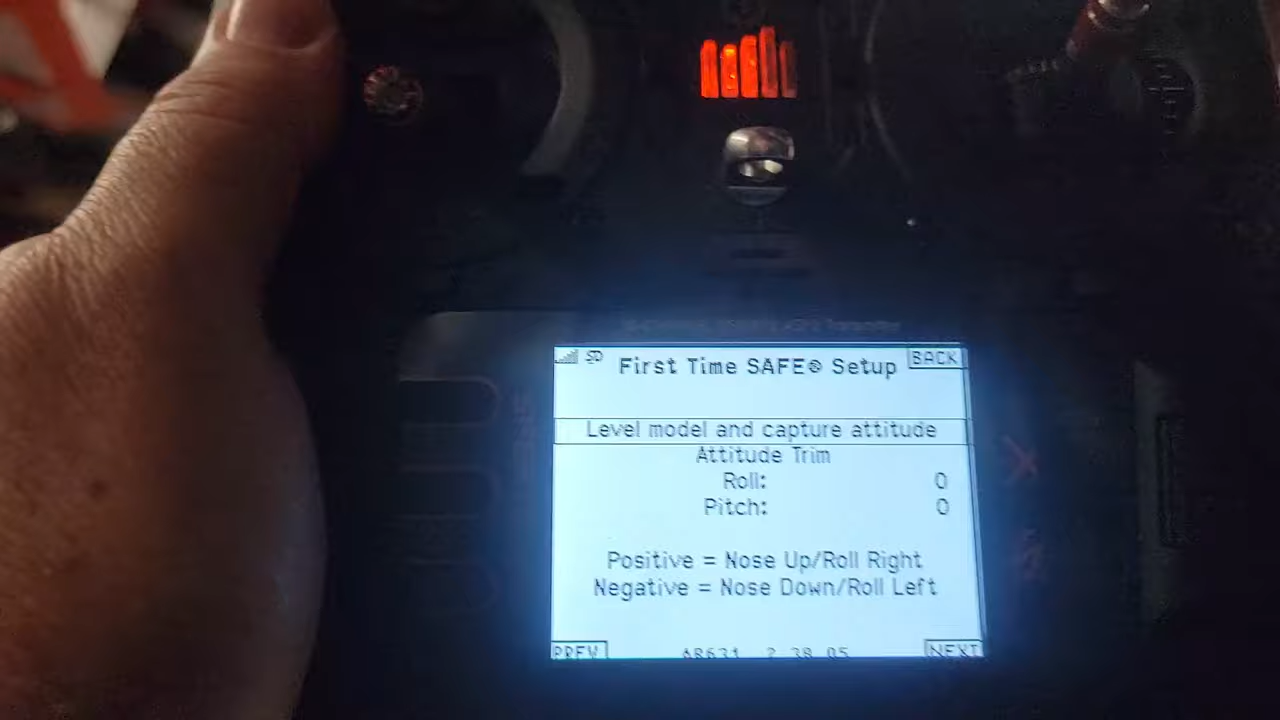 SD First Time SAFE® Setup BACK
Level model and capture attitude
Attitude Trim
Roll: 0
Pitch: 0
Positive = Nose Up/Roll Right
Negative = Nose Down/Roll Left
PREV AR631 2.38.05 NEXT